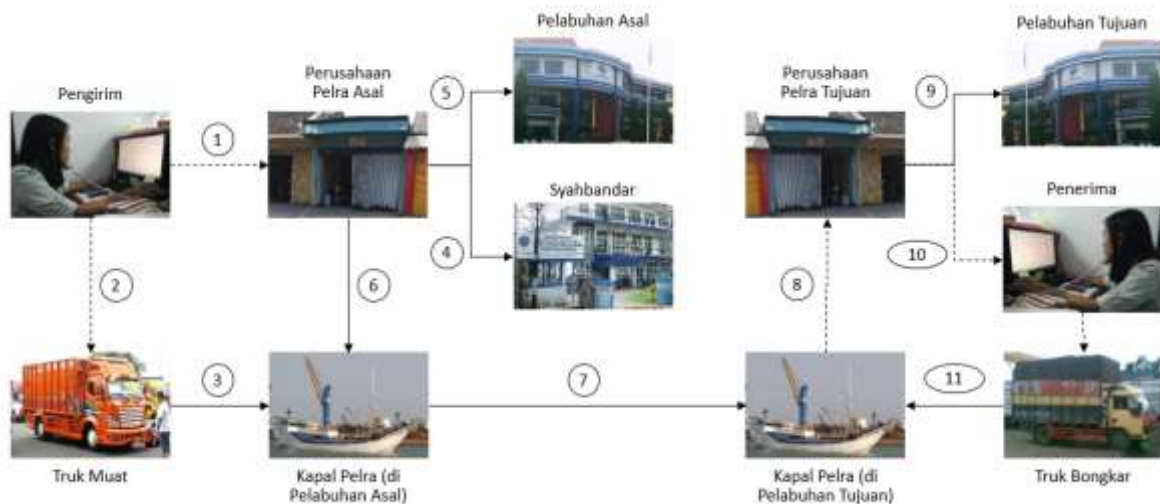 Pelabuhan Asal
Pelabuhan Tujuan
Perusahaan
Pelra Asal
Perusahaan
Pelra Tujuan
Pengirim
5
9
1
Syahbandar
Penerima
4
10
2
6
8
3
7
11
Truk Muat
Kapal Pelra (di
Pelabuhan Asal)
Kapal Pelra (di
Pelabuhan Tujuan)
Truk Bongkar